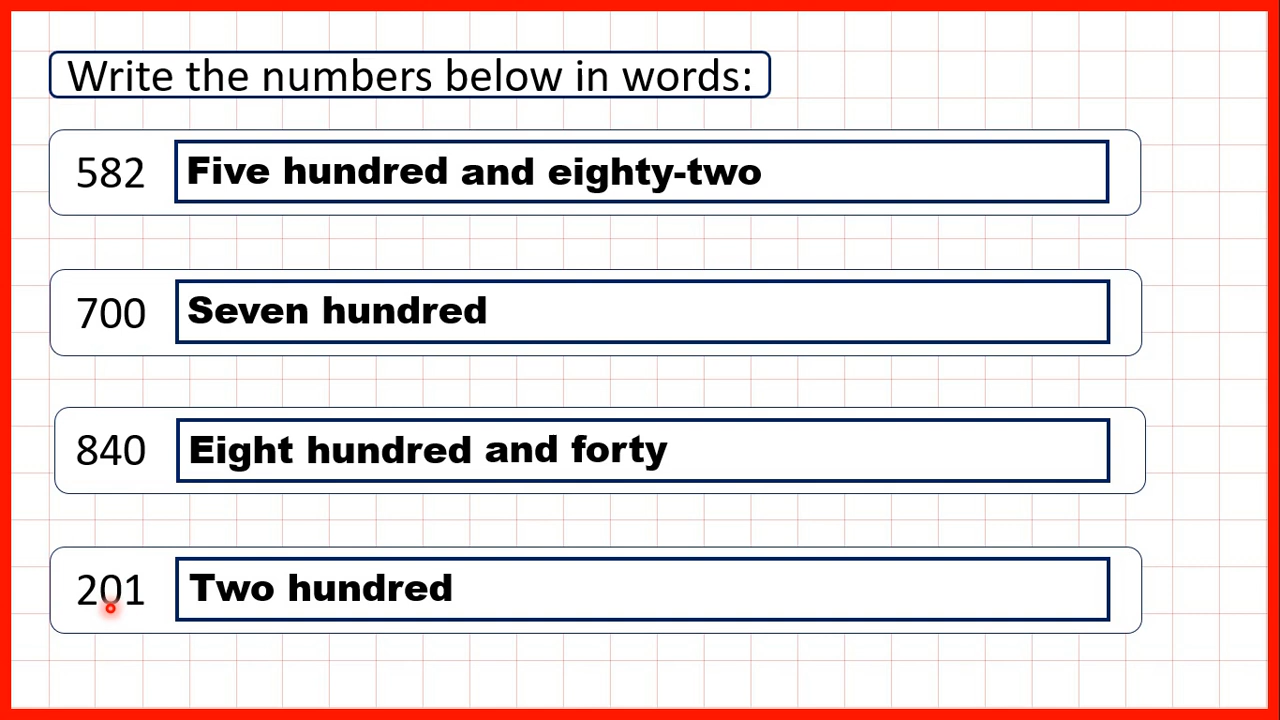 Write the numbers below in words:
582 Five hundred and eighty-two
700 Seven hundred
840 Eight hundred and forty
201 Two hundred